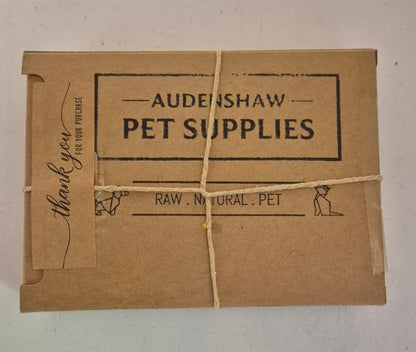 AUDENSHAW
PET SUPPLIES
RAW . NATURAL . PET
thank you
FOR YOUR PURCHASE